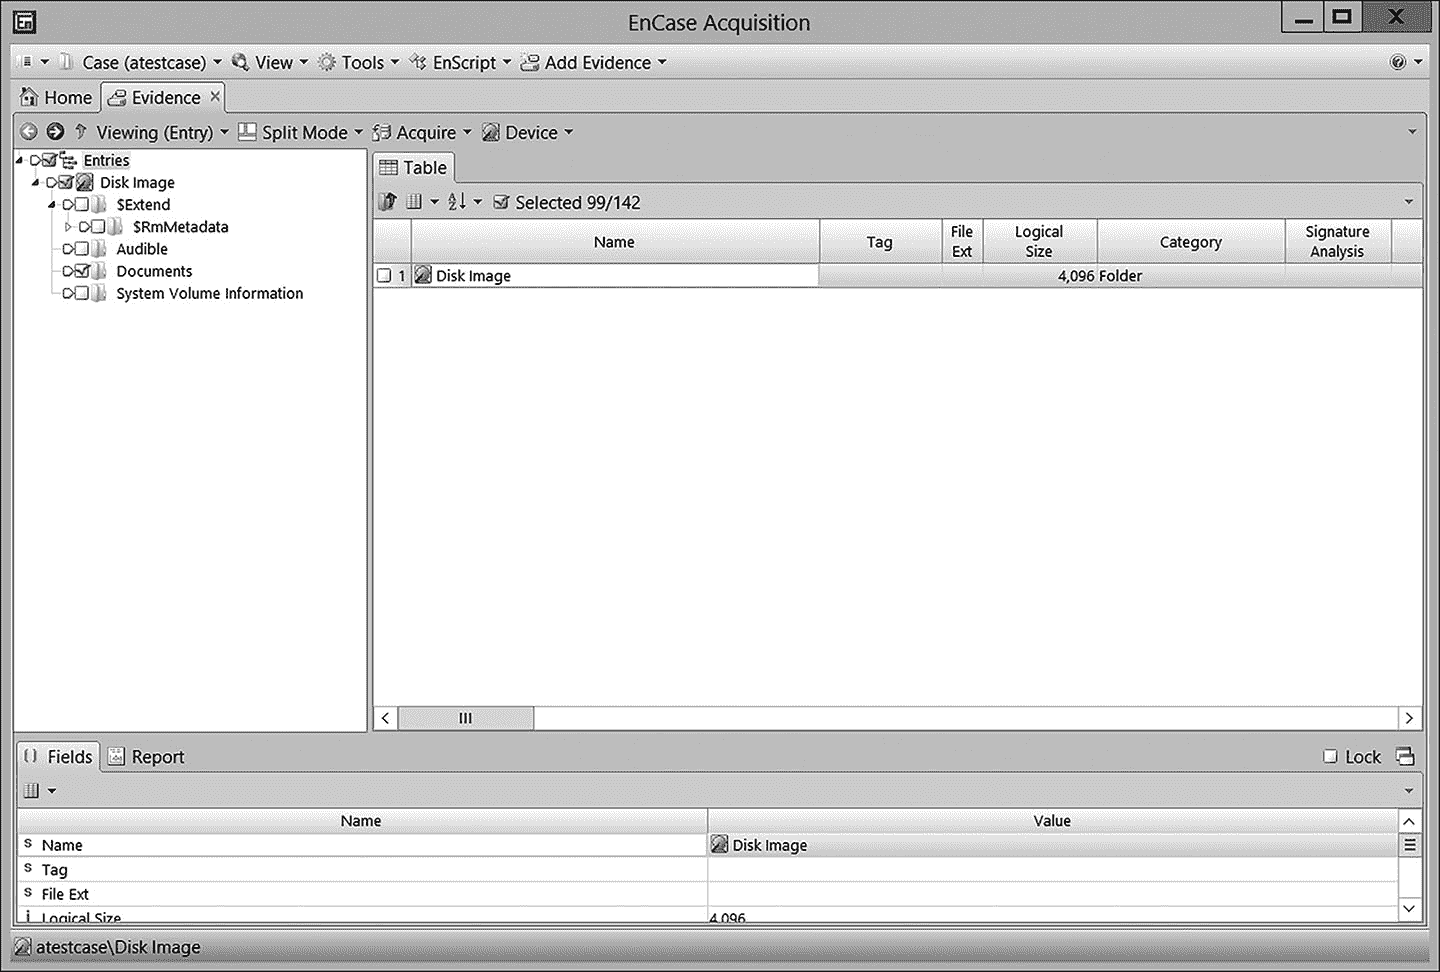 En
EnCase Acquisition
Case (atestcase) View Tools EnScript Add Evidence
Home Evidence
Viewing (Entry) Split Mode Acquire Device
Entries
Disk Image
$Extend
$RmMetadata
Audible
Documents
System Volume Information
Table
Selected 99/142
Name Tag File Ext Logical Size Category Signature Analysis
1 Disk Image 4,096 Folder
Fields Report Lock
Name Value
s Name Disk Image
s Tag
s File Ext
i Logical Size 4,096
atestcase\Disk Image